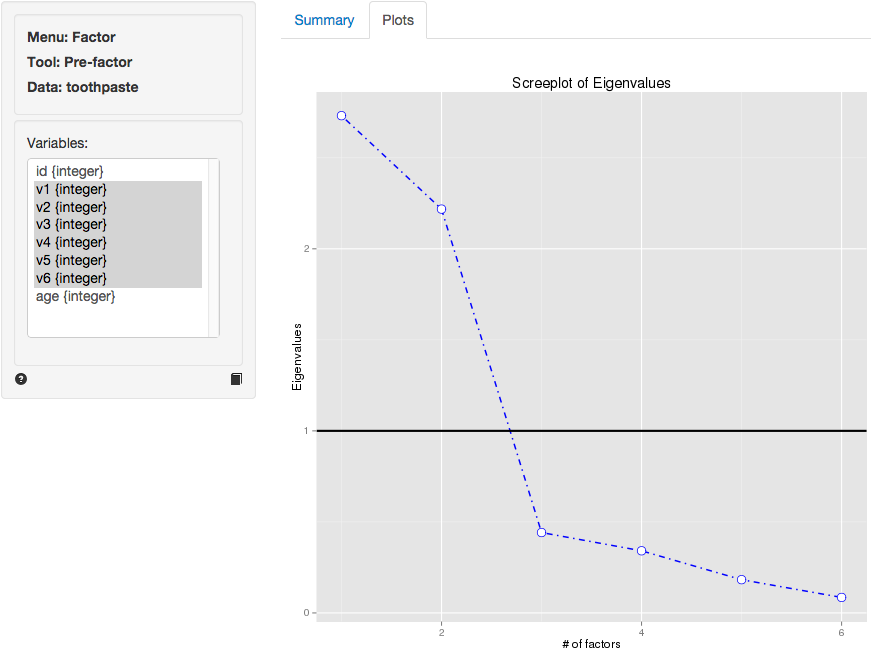 Menu: Factor
Tool: Pre-factor
Data: toothpaste
Variables:
id {integer}
v1 {integer}
v2 {integer}
v3 {integer}
v4 {integer}
v5 {integer}
v6 {integer}
age {integer}
?
Summary
Plots
Screeplot of Eigenvalues
Eigenvalues
2
1
0
2
4
6
# of factors